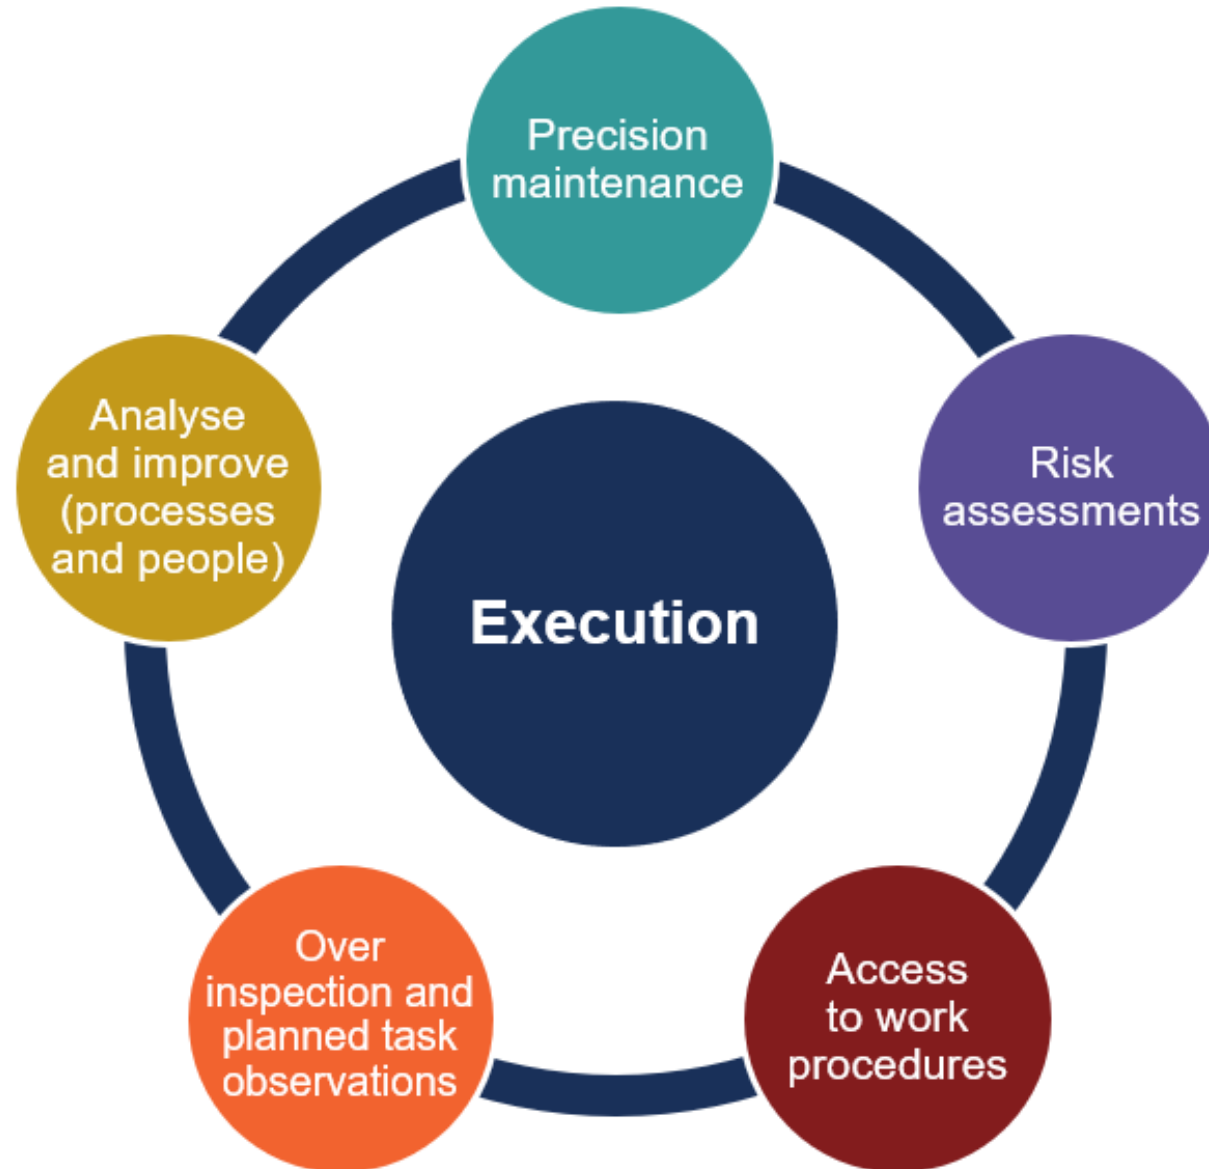 Precision
maintenance
Risk
assessments
Access
to work
procedures
Over
inspection and
planned task
observations
Analyse
and improve
(processes
and people)
Execution